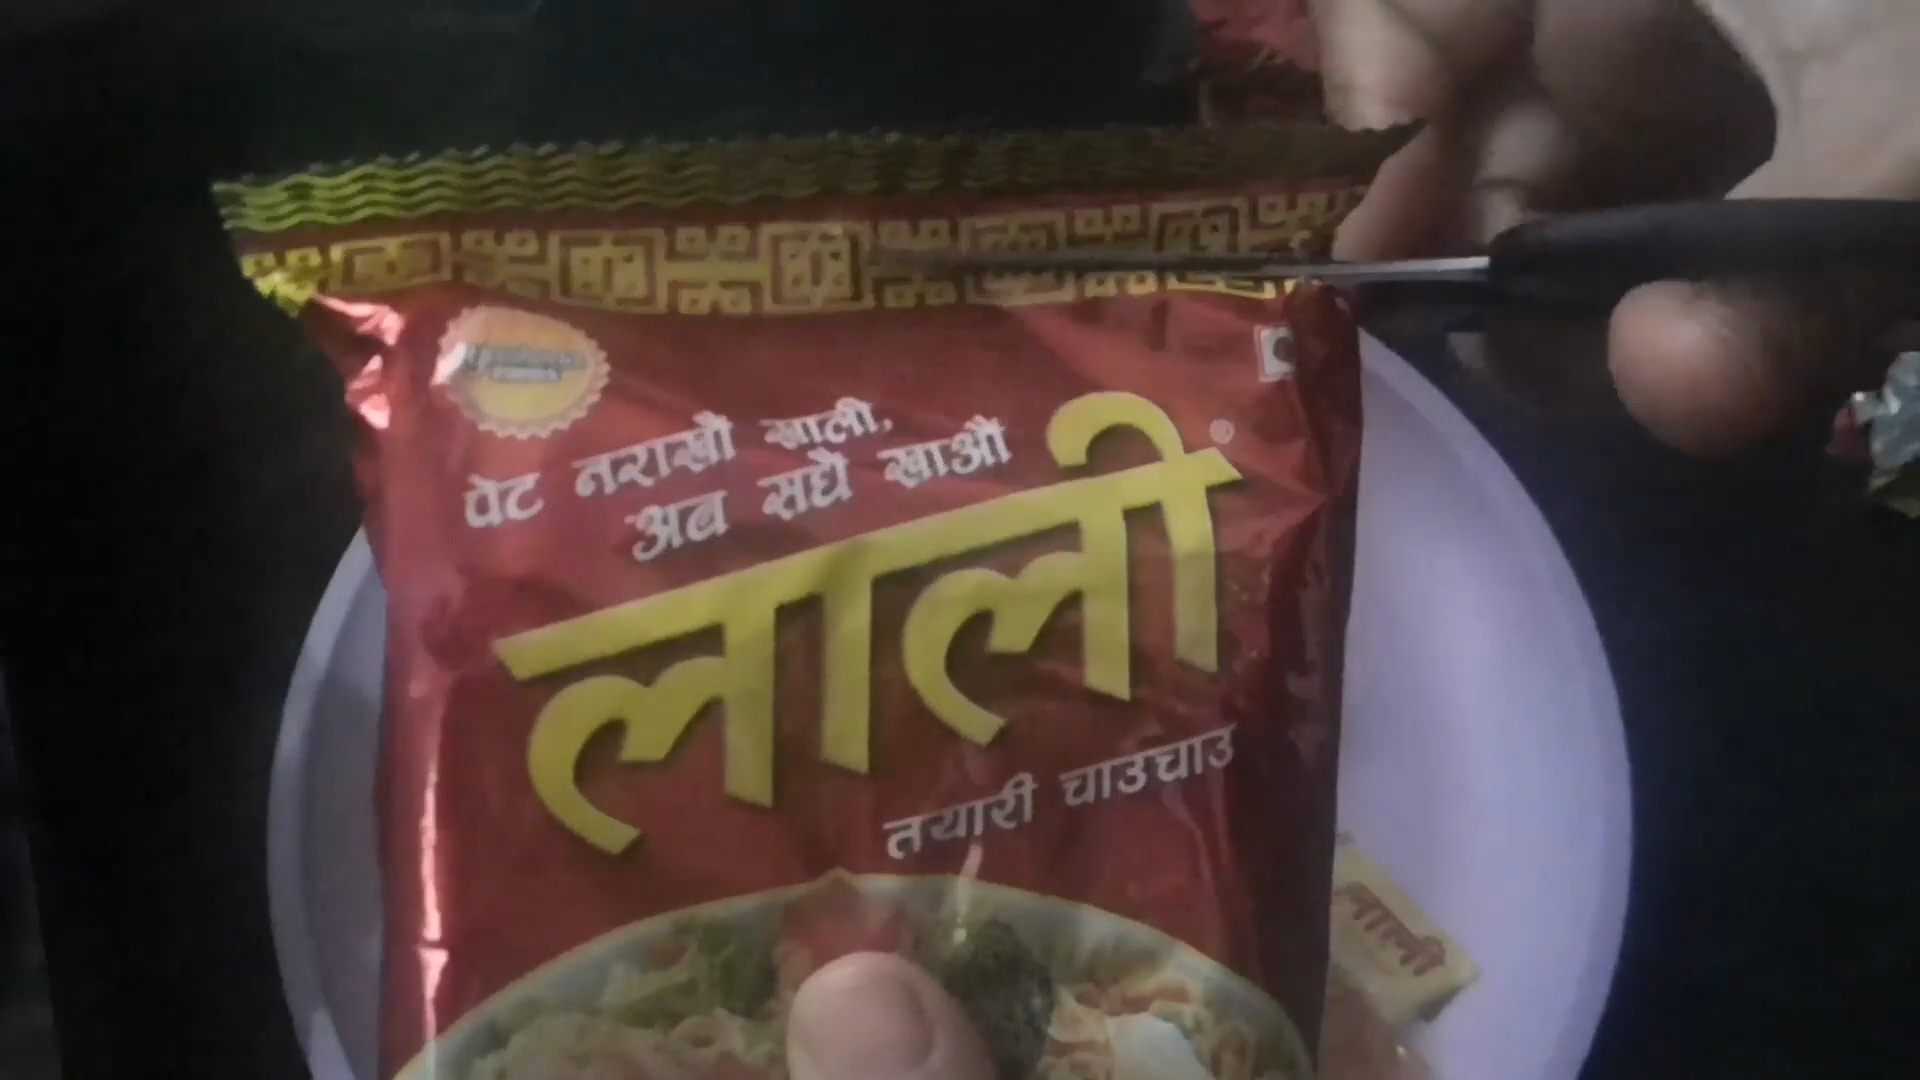 पेट नराखौ खाली,
अब सधै खाऔ
लाली
®
तयारी चाउचाउ
लाली